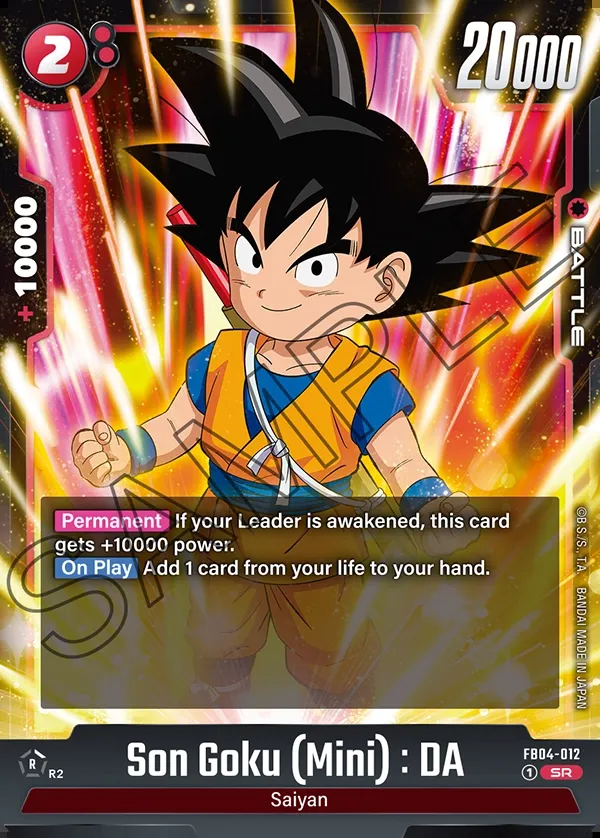 2
20000
+10000
BATTLE
SAMPLE
Permanent If your Leader is awakened, this card
gets +10000 power.
On Play Add 1 card from your life to your hand.
©B.S./S., T.A. BANDAI MADE IN JAPAN
R
R2
Son Goku (Mini) : DA
FB04-012
1 SR
Saiyan